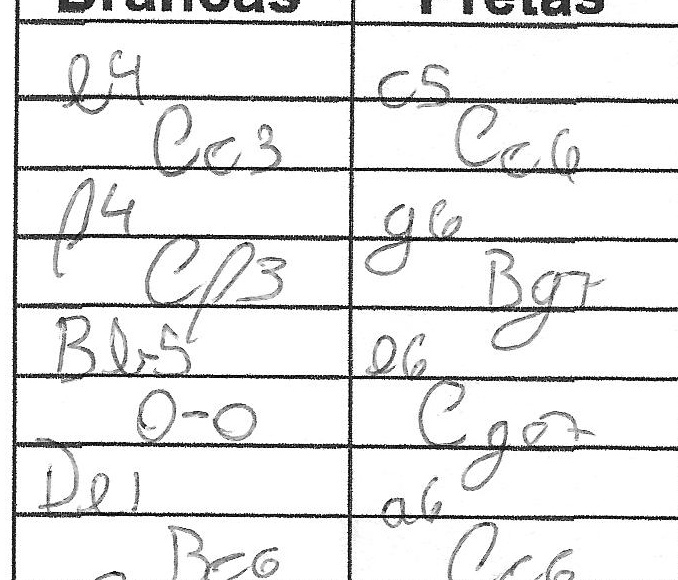 Brancas Pretas
e4 c5
Cc3 Cc6
f4 g6
Cf3 Bg7
Bb5 e6
0-0 Cge7
De1 a6
Bc6 Cc6